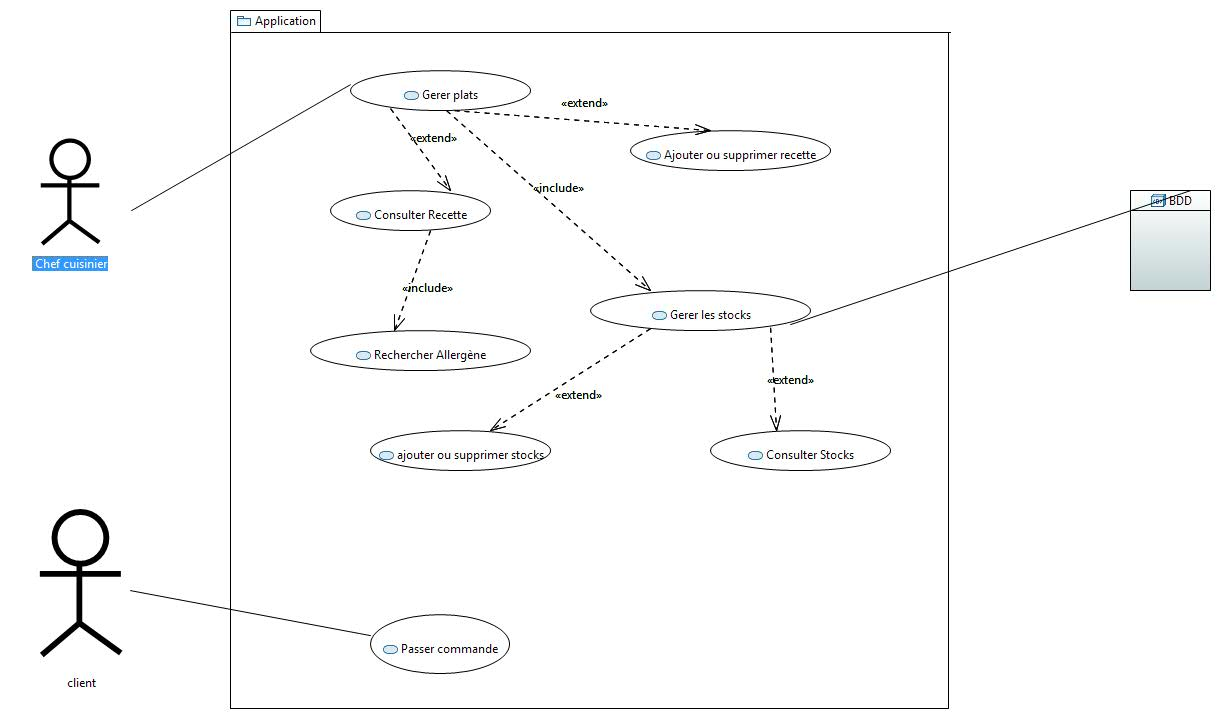 Application
Gerer plats
«extend»
«extend»
Ajouter ou supprimer recette
«include»
Consulter Recette
BDD
Chef cuisinier
«include»
Gerer les stocks
Rechercher Allergène
«extend»
«extend»
ajouter ou supprimer stocks
Consulter Stocks
Passer commande
client